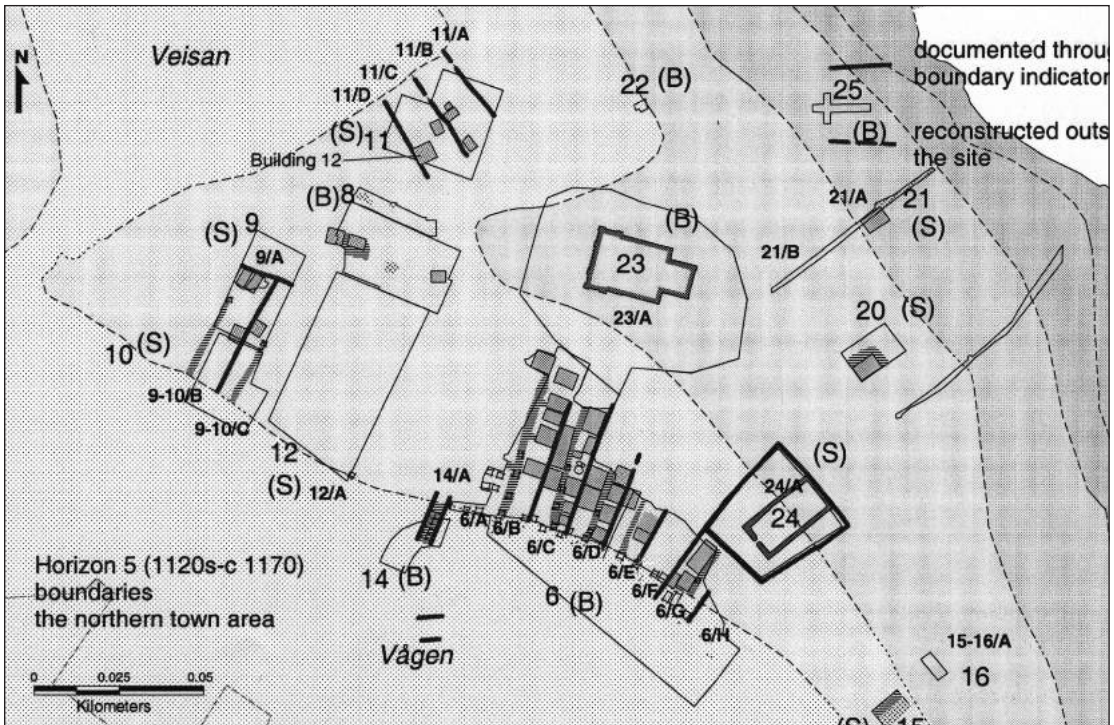 N
Veisan
11/A
11/B
11/C
11/D
(S) 11
Building 12
22 (B)
25
(B)
documented
boundary indicator
reconstructed
the site
(B) 8
(S) 9
9/A
(B)
23
23/A
21/A
21
(S)
21/B
20 (S)
10 (S)
9-10/B
9-10/C
12
(S) 12/A
14/A
6/A
6/B
6/C
6/D
6/E
6/F
6/G
6/H
(S)
24/A
24
14 (B)
6 (B)
Horizon 5 (1120s-c 1170)
boundaries
the northern town area
Vågen
0 0.025 0.05
Kilometers
15-16/A
16
(S) 15